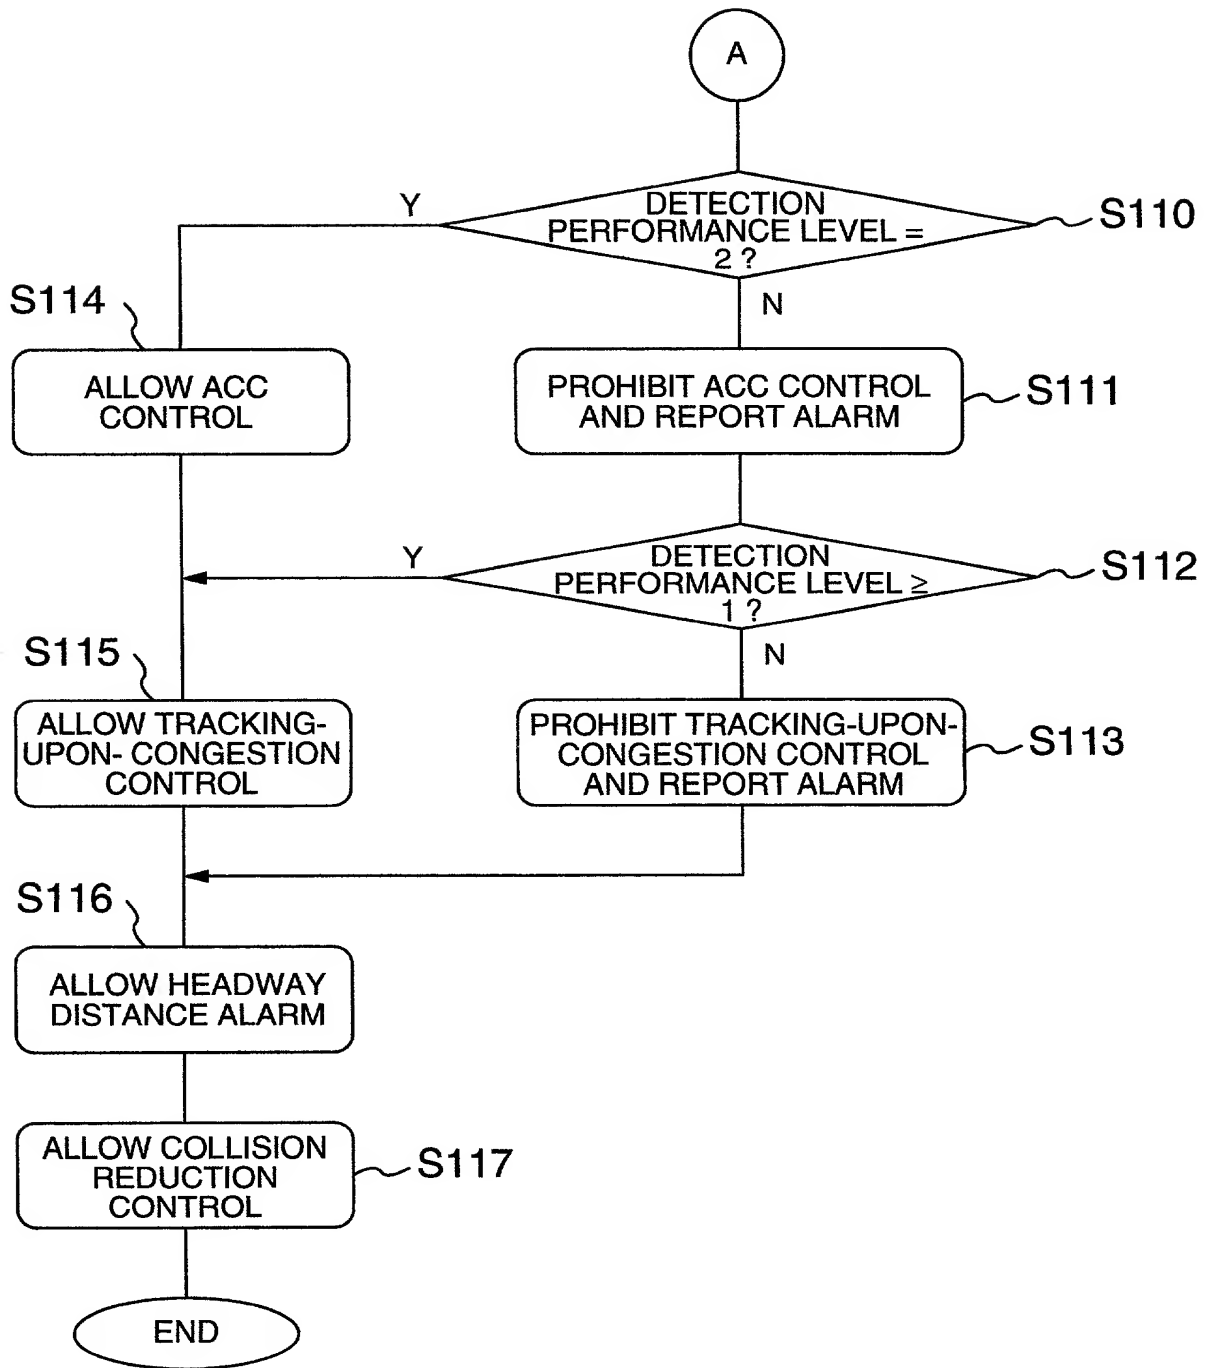 A
Y
DETECTION
PERFORMANCE LEVEL =
2 ?
S110
N
S114
ALLOW ACC
CONTROL
PROHIBIT ACC CONTROL
AND REPORT ALARM
S111
Y
DETECTION
PERFORMANCE LEVEL ≥
1 ?
S112
N
S115
ALLOW TRACKING-
UPON- CONGESTION
CONTROL
PROHIBIT TRACKING-UPON-
CONGESTION CONTROL
AND REPORT ALARM
S113
S116
ALLOW HEADWAY
DISTANCE ALARM
ALLOW COLLISION
REDUCTION
CONTROL
S117
END